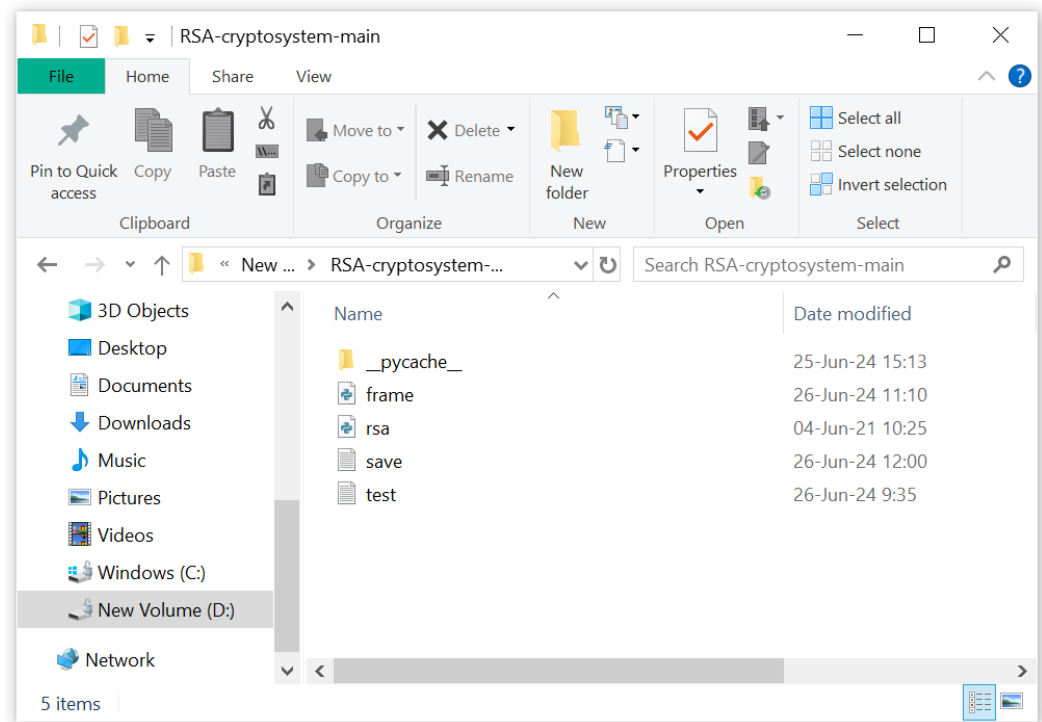 RSA-cryptosystem-main
File Home Share View
Pin to Quick access Copy Paste
Clipboard
Move to Copy to Delete Rename
Organize
New folder
New
Properties
Open
Select all
Select none
Invert selection
Select
« New ... RSA-cryptosystem-... Search RSA-cryptosystem-main
3D Objects
Desktop
Documents
Downloads
Music
Pictures
Videos
Windows (C:)
New Volume (D:)
Network
Name Date modified
__pycache__ 25-Jun-24 15:13
frame 26-Jun-24 11:10
rsa 04-Jun-21 10:25
save 26-Jun-24 12:00
test 26-Jun-24 9:35
5 items